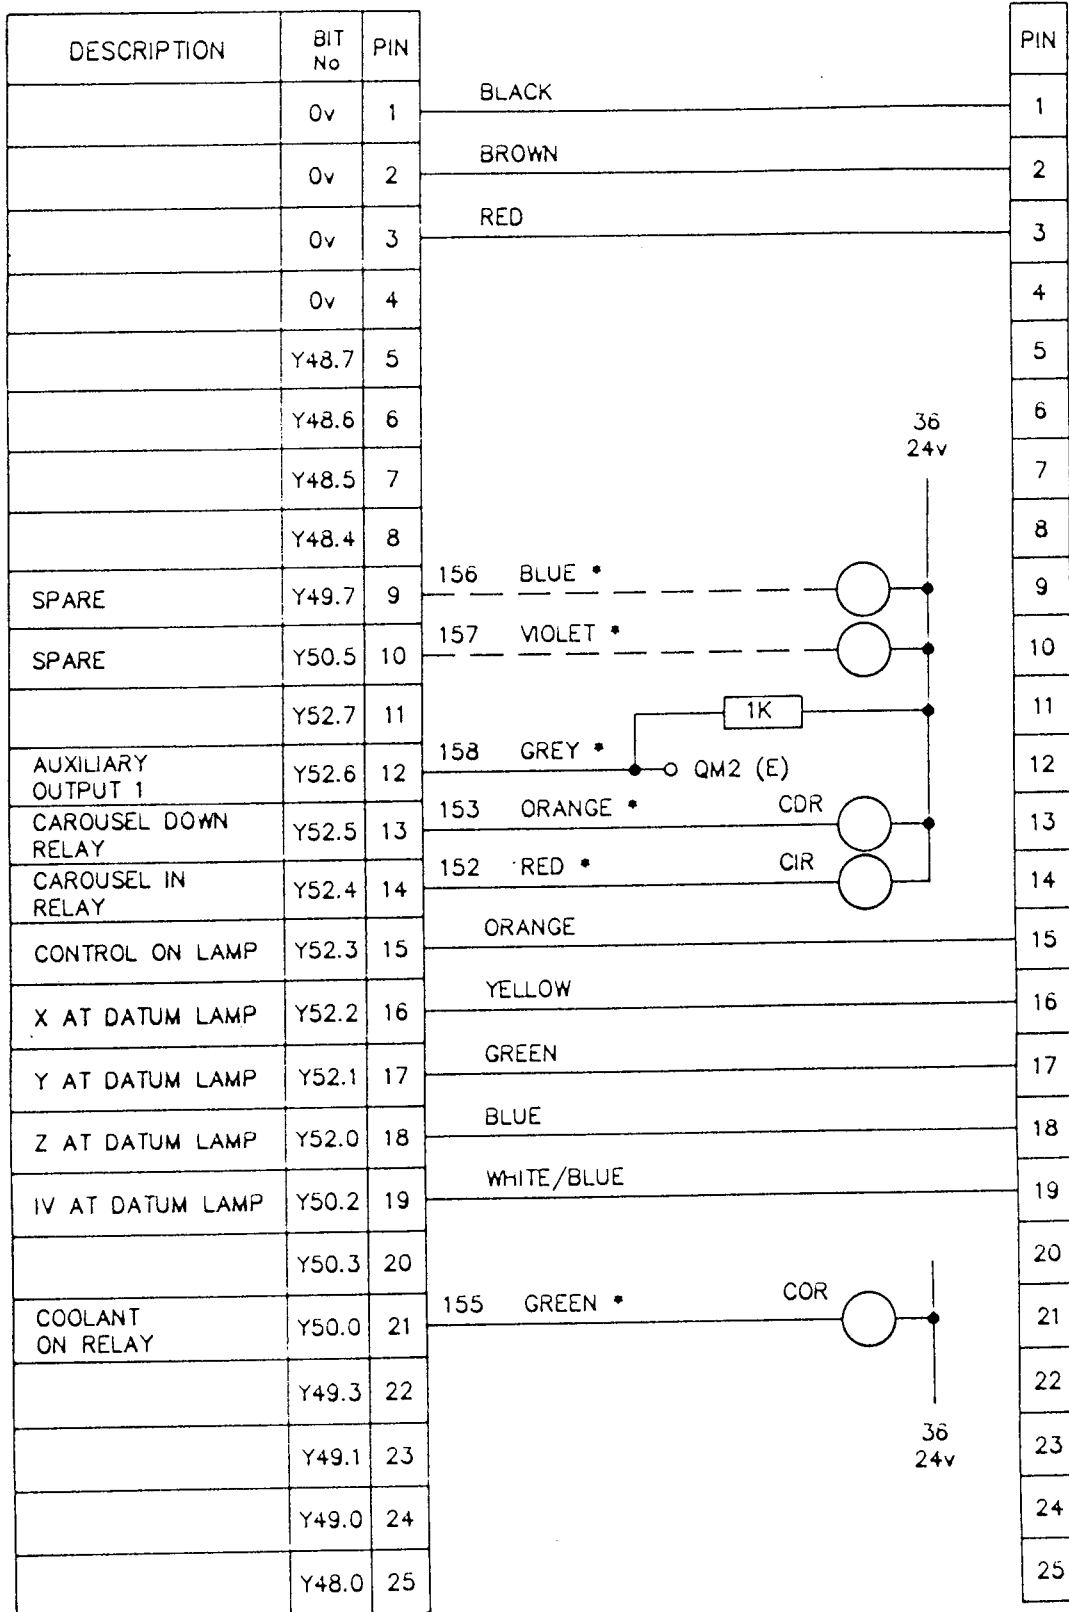 DESCRIPTION BIT No PIN PIN
0v 1 BLACK 1
0v 2 BROWN 2
0v 3 RED 3
0v 4 4
Y48.7 5 5
Y48.6 6 36 6
24v
Y48.5 7 7
Y48.4 8 8
SPARE Y49.7 9 156 BLUE * 9
SPARE Y50.5 10 157 VIOLET * 10
Y52.7 11 1K 11
AUXILIARY
OUTPUT 1 Y52.6 12 158 GREY * QM2 (E) 12
CAROUSEL DOWN
RELAY Y52.5 13 153 ORANGE * CDR 13
CAROUSEL IN
RELAY Y52.4 14 152 RED * CIR 14
CONTROL ON LAMP Y52.3 15 ORANGE 15
X AT DATUM LAMP Y52.2 16 YELLOW 16
Y AT DATUM LAMP Y52.1 17 GREEN 17
Z AT DATUM LAMP Y52.0 18 BLUE 18
IV AT DATUM LAMP Y50.2 19 WHITE/BLUE 19
Y50.3 20 20
COOLANT
ON RELAY Y50.0 21 155 GREEN * COR 21
Y49.3 22 22
Y49.1 23 36 23
24v
Y49.0 24 24
Y48.0 25 25